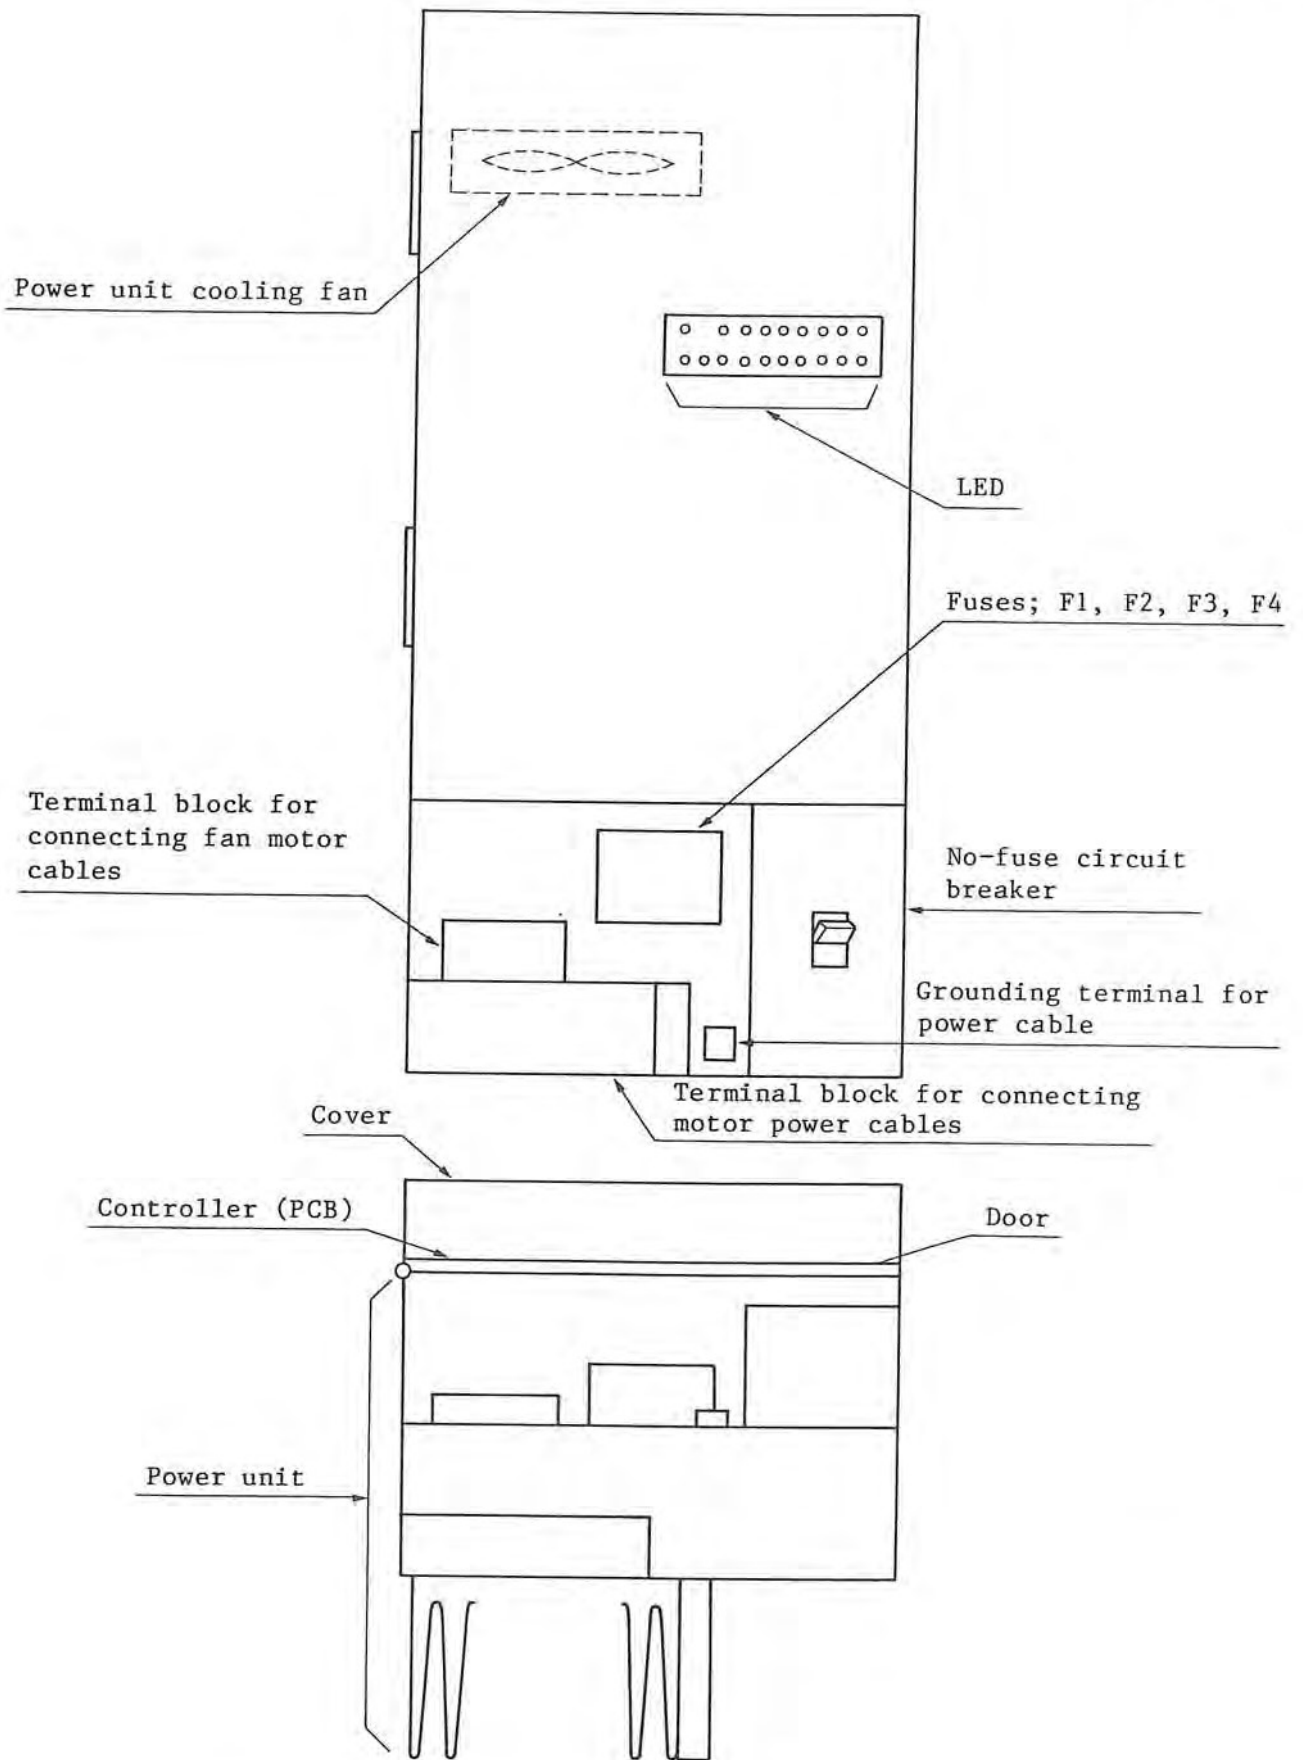 Power unit cooling fan
LED
Fuses; F1, F2, F3, F4
Terminal block for
connecting fan motor
cables
No-fuse circuit
breaker
Grounding terminal for
power cable
Terminal block for connecting
motor power cables
Cover
Controller (PCB)
Door
Power unit